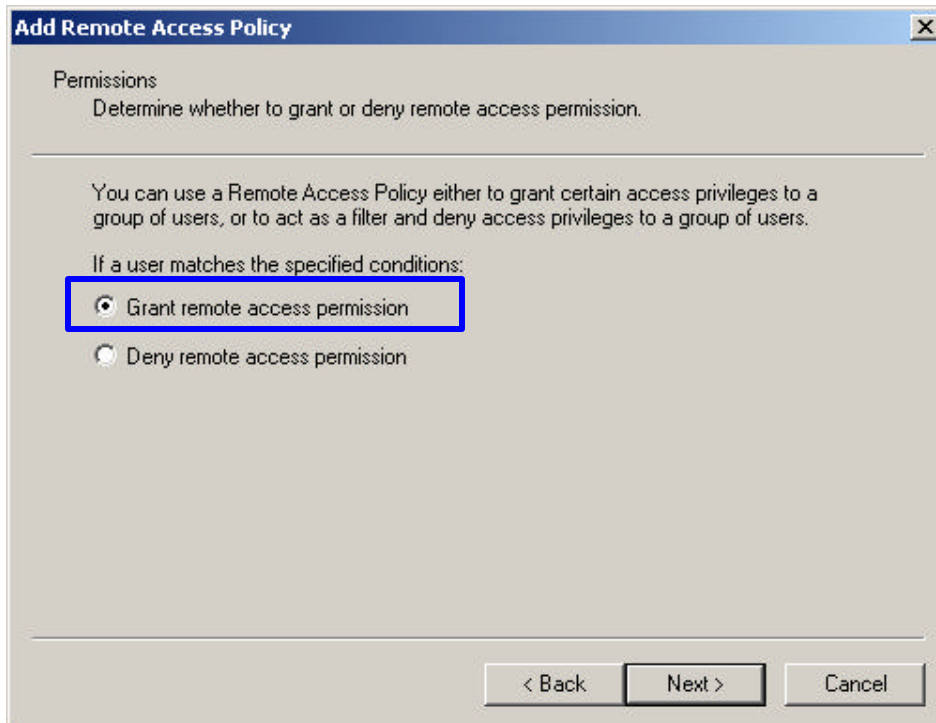 Add Remote Access Policy
Permissions
Determine whether to grant or deny remote access permission.
You can use a Remote Access Policy either to grant certain access privileges to a
group of users, or to act as a filter and deny access privileges to a group of users.
If a user matches the specified conditions:
Grant remote access permission
Deny remote access permission
< Back Next > Cancel